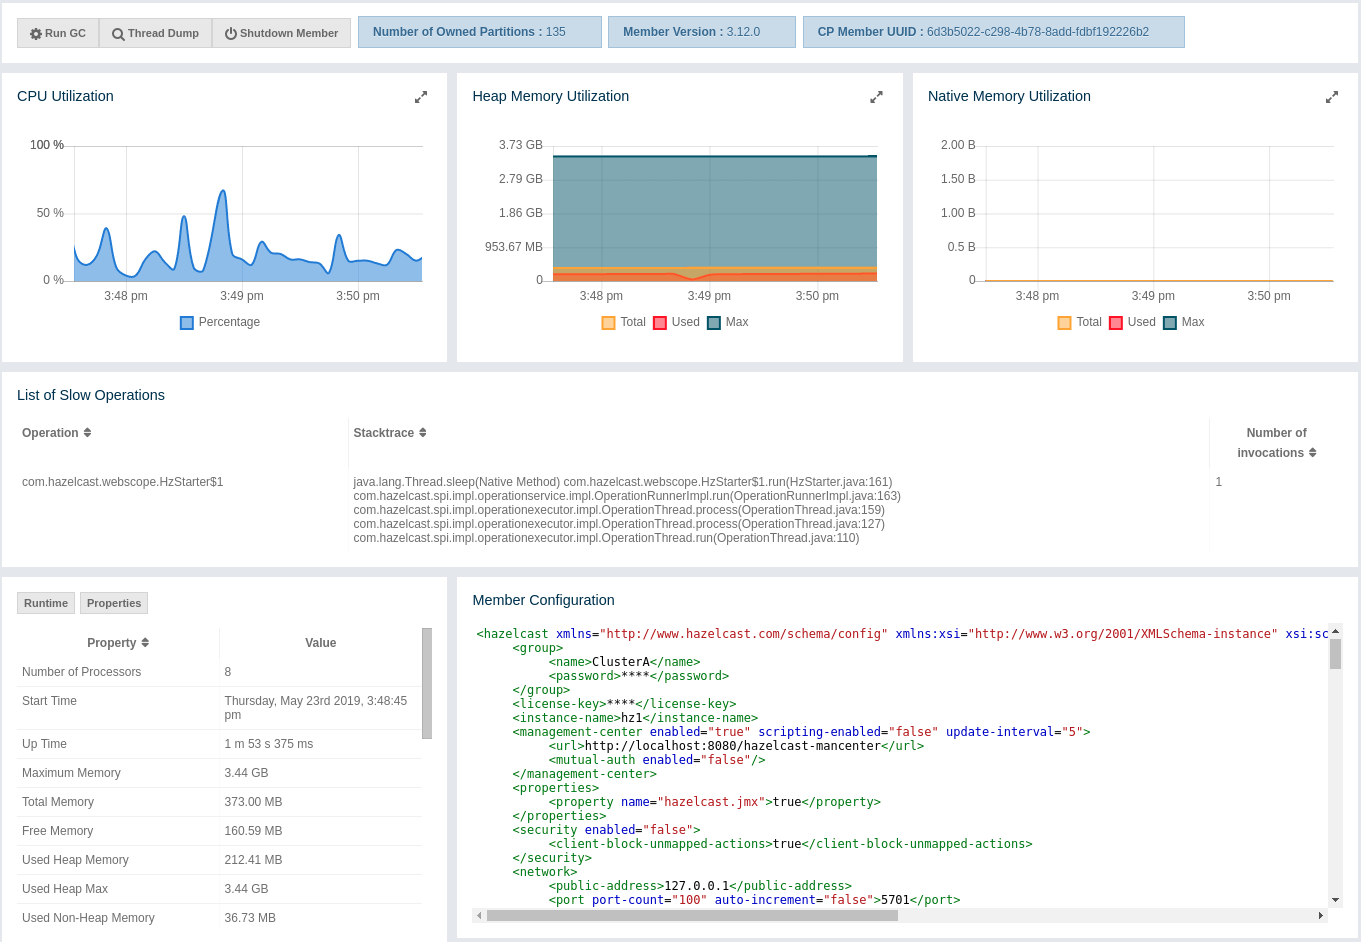 Run GC Thread Dump Shutdown Member Number of Owned Partitions : 135 Member Version : 3.12.0 CP Member UUID : 6d3b5022-c298-4b78-8add-fdbf192226b2
CPU Utilization
100 %
50 %
0 %
3:48 pm 3:49 pm 3:50 pm
Percentage
Heap Memory Utilization
3.73 GB
2.79 GB
1.86 GB
953.67 MB
0
3:48 pm 3:49 pm 3:50 pm
Total Used Max
Native Memory Utilization
2.00 B
1.50 B
1.00 B
0.5 B
0
3:48 pm 3:49 pm 3:50 pm
Total Used Max
List of Slow Operations
Operation Stacktrace Number of
invocations
com.hazelcast.webscope.HzStarter$1 java.lang.Thread.sleep(Native Method) com.hazelcast.webscope.HzStarter$1.run(HzStarter.java:161) 1
com.hazelcast.spi.impl.operationservice.impl.OperationRunnerImpl.run(OperationRunnerImpl.java:163)
com.hazelcast.spi.impl.operationexecutor.impl.OperationThread.process(OperationThread.java:159)
com.hazelcast.spi.impl.operationexecutor.impl.OperationThread.process(OperationThread.java:127)
com.hazelcast.spi.impl.operationexecutor.impl.OperationThread.run(OperationThread.java:110)
Runtime Properties
Property Value
Number of Processors 8
Start Time Thursday, May 23rd 2019, 3:48:45
pm
Up Time 1 m 53 s 375 ms
Maximum Memory 3.44 GB
Total Memory 373.00 MB
Free Memory 160.59 MB
Used Heap Memory 212.41 MB
Used Heap Max 3.44 GB
Used Non-Heap Memory 36.73 MB
Member Configuration
<hazelcast xmlns="http://www.hazelcast.com/schema/config" xmlns:xsi="http://www.w3.org/2001/XMLSchema-instance" xsi:sc
<group>
<name>ClusterA</name>
<password>****</password>
</group>
<license-key>****</license-key>
<instance-name>hz1</instance-name>
<management-center enabled="true" scripting-enabled="false" update-interval="5">
<url>http://localhost:8080/hazelcast-mancenter</url>
<mutual-auth enabled="false"/>
</management-center>
<properties>
<property name="hazelcast.jmx">true</property>
</properties>
<security enabled="false">
<client-block-unmapped-actions>true</client-block-unmapped-actions>
</security>
<network>
<public-address>127.0.0.1</public-address>
<port port-count="100" auto-increment="false">5701</port>